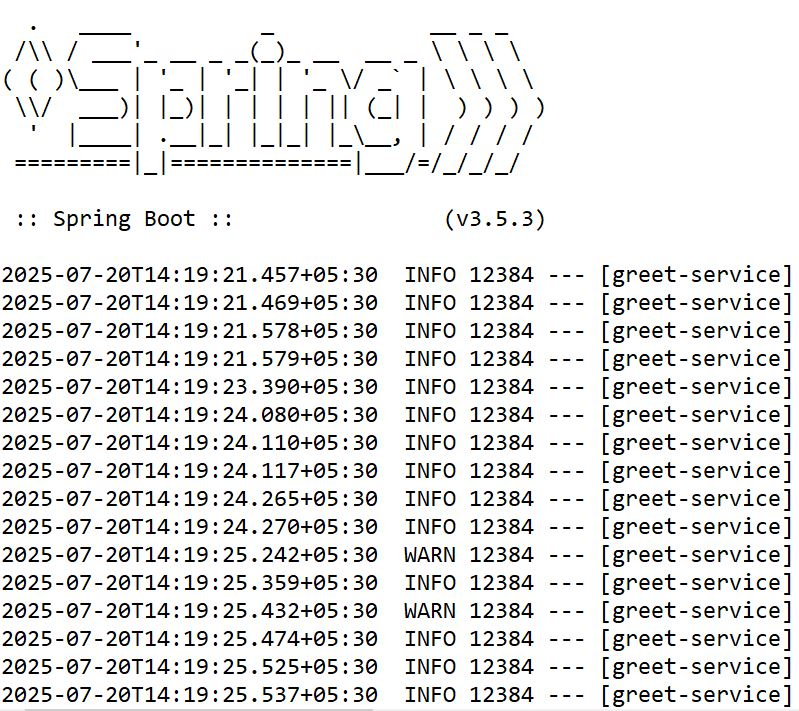 .   ____          _            __ _ _
 /\\ / ___'_ __ _ _(_)_ __  __ _ \ \ \ \
( ( )\___ | '_ | '_| | '_ \/ _` | \ \ \ \
 \\/  ___)| |_)| | | | | || (_| |  ) ) ) )
  '  |____| .__|_| |_|_| |_\__, | / / / /
 =========|_|==============|___/=/_/_/_/

 :: Spring Boot ::                (v3.5.3)

2025-07-20T14:19:21.457+05:30  INFO 12384 --- [greet-service]
2025-07-20T14:19:21.469+05:30  INFO 12384 --- [greet-service]
2025-07-20T14:19:21.578+05:30  INFO 12384 --- [greet-service]
2025-07-20T14:19:21.579+05:30  INFO 12384 --- [greet-service]
2025-07-20T14:19:23.390+05:30  INFO 12384 --- [greet-service]
2025-07-20T14:19:24.080+05:30  INFO 12384 --- [greet-service]
2025-07-20T14:19:24.110+05:30  INFO 12384 --- [greet-service]
2025-07-20T14:19:24.117+05:30  INFO 12384 --- [greet-service]
2025-07-20T14:19:24.265+05:30  INFO 12384 --- [greet-service]
2025-07-20T14:19:24.270+05:30  INFO 12384 --- [greet-service]
2025-07-20T14:19:25.242+05:30  WARN 12384 --- [greet-service]
2025-07-20T14:19:25.359+05:30  INFO 12384 --- [greet-service]
2025-07-20T14:19:25.432+05:30  WARN 12384 --- [greet-service]
2025-07-20T14:19:25.474+05:30  INFO 12384 --- [greet-service]
2025-07-20T14:19:25.525+05:30  INFO 12384 --- [greet-service]
2025-07-20T14:19:25.537+05:30  INFO 12384 --- [greet-service]